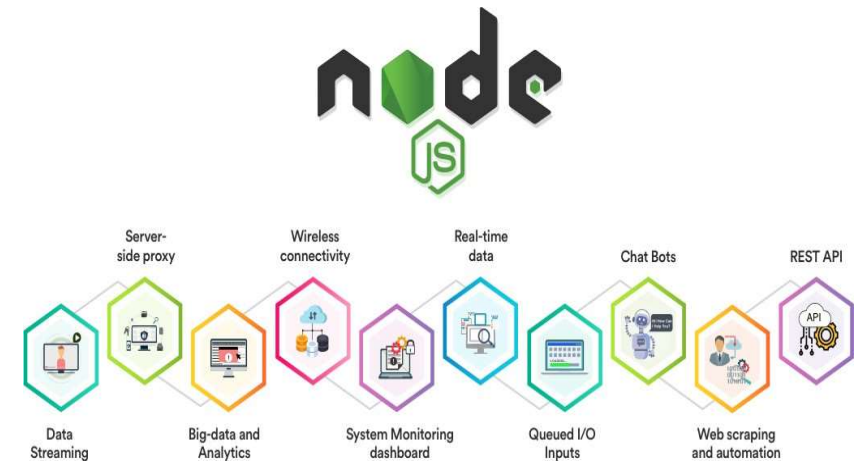 node
JS
Server-
side proxy
Wireless
connectivity
Real-time
data
Chat Bots
REST API
API
Data
Streaming
Big-data and
Analytics
System Monitoring
dashboard
Queued I/O
Inputs
Web scraping
and automation